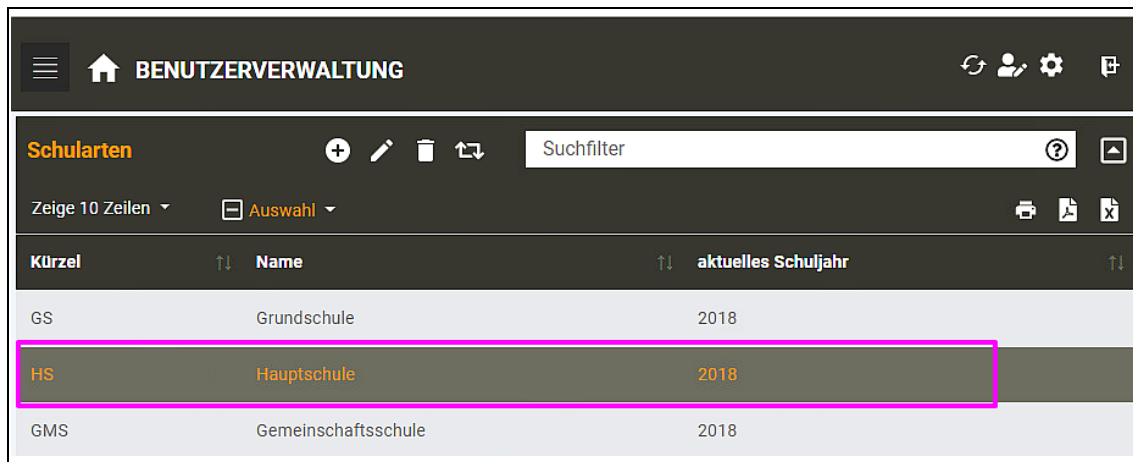 BENUTZERVERWALTUNG
Schularten Suchfilter
Zeige 10 Zeilen Auswahl
Kürzel Name aktuelles Schuljahr
GS Grundschule 2018
HS Hauptschule 2018
GMS Gemeinschaftsschule 2018